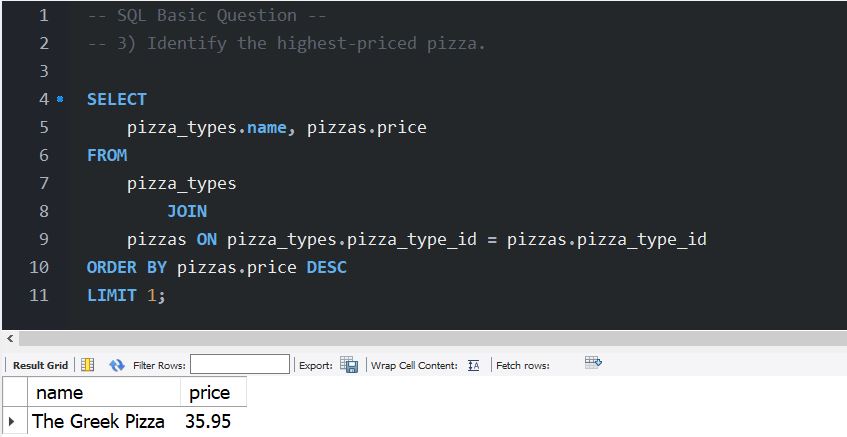 1 -- SQL Basic Question --
2 -- 3) Identify the highest-priced pizza.
3
4 SELECT
5 pizza_types.name, pizzas.price
6 FROM
7 pizza_types
8 JOIN
9 pizzas ON pizza_types.pizza_type_id = pizzas.pizza_type_id
10 ORDER BY pizzas.price DESC
11 LIMIT 1;
Result Grid Filter Rows: Export: Wrap Cell Content: IA Fetch rows:
name price
The Greek Pizza 35.95